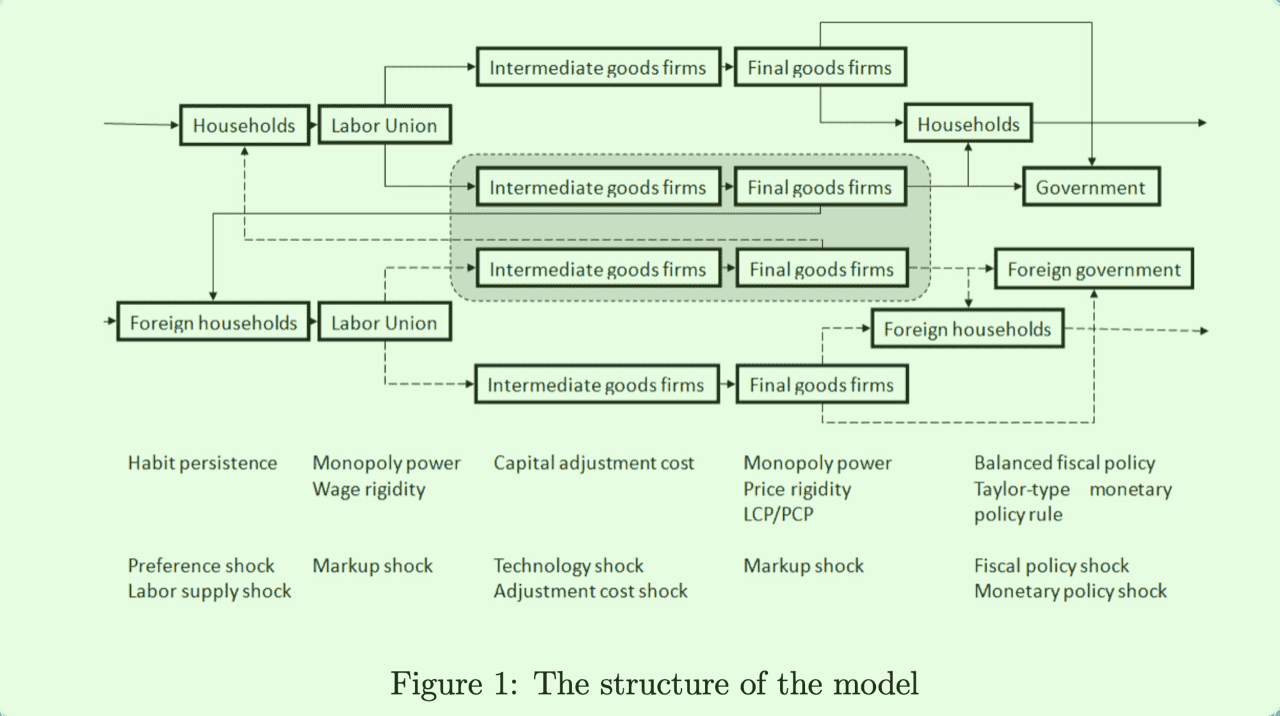 Intermediate goods firms
Final goods firms
Households
Labor Union
Households
Intermediate goods firms
Final goods firms
Government
Intermediate goods firms
Final goods firms
Foreign government
Foreign households
Labor Union
Foreign households
Intermediate goods firms
Final goods firms
Habit persistence
Monopoly power
Wage rigidity
Capital adjustment cost
Monopoly power
Price rigidity
LCP/PCP
Balanced fiscal policy
Taylor-type monetary
policy rule
Preference shock
Labor supply shock
Markup shock
Technology shock
Adjustment cost shock
Markup shock
Fiscal policy shock
Monetary policy shock
Figure 1: The structure of the model